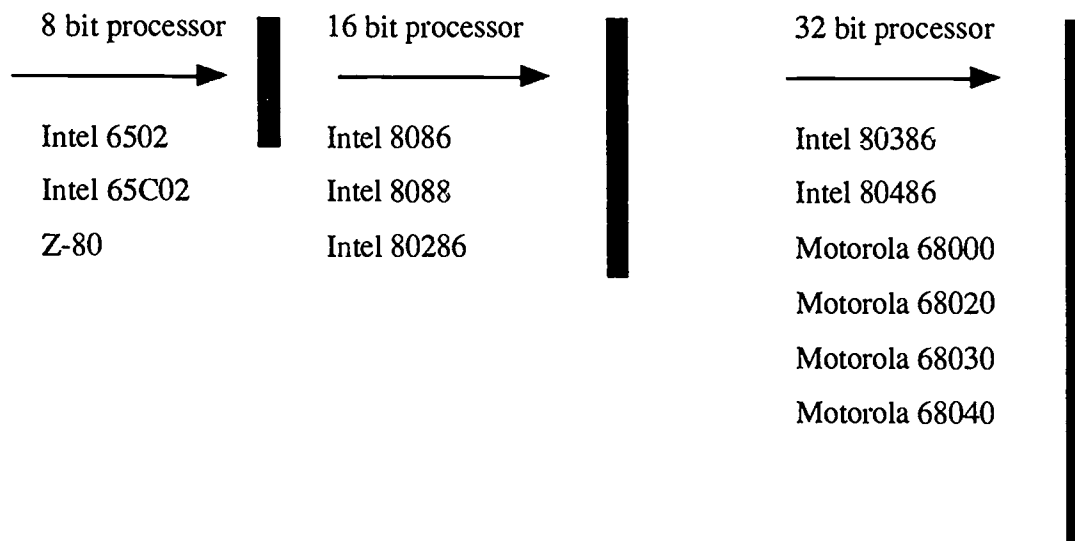 8 bit processor
Intel 6502
Intel 65C02
Z-80
16 bit processor
Intel 8086
Intel 8088
Intel 80286
32 bit processor
Intel 80386
Intel 80486
Motorola 68000
Motorola 68020
Motorola 68030
Motorola 68040